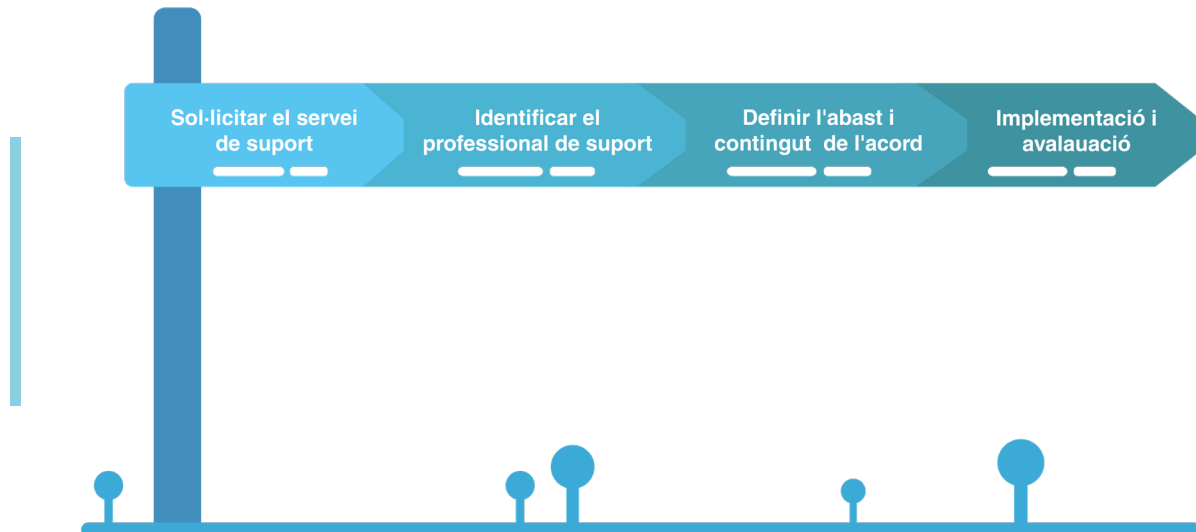 Sol·licitar el servei
de suport
Identificar el
professional de suport
Definir l'abast i
contingut de l'acord
Implementació i
avalauació